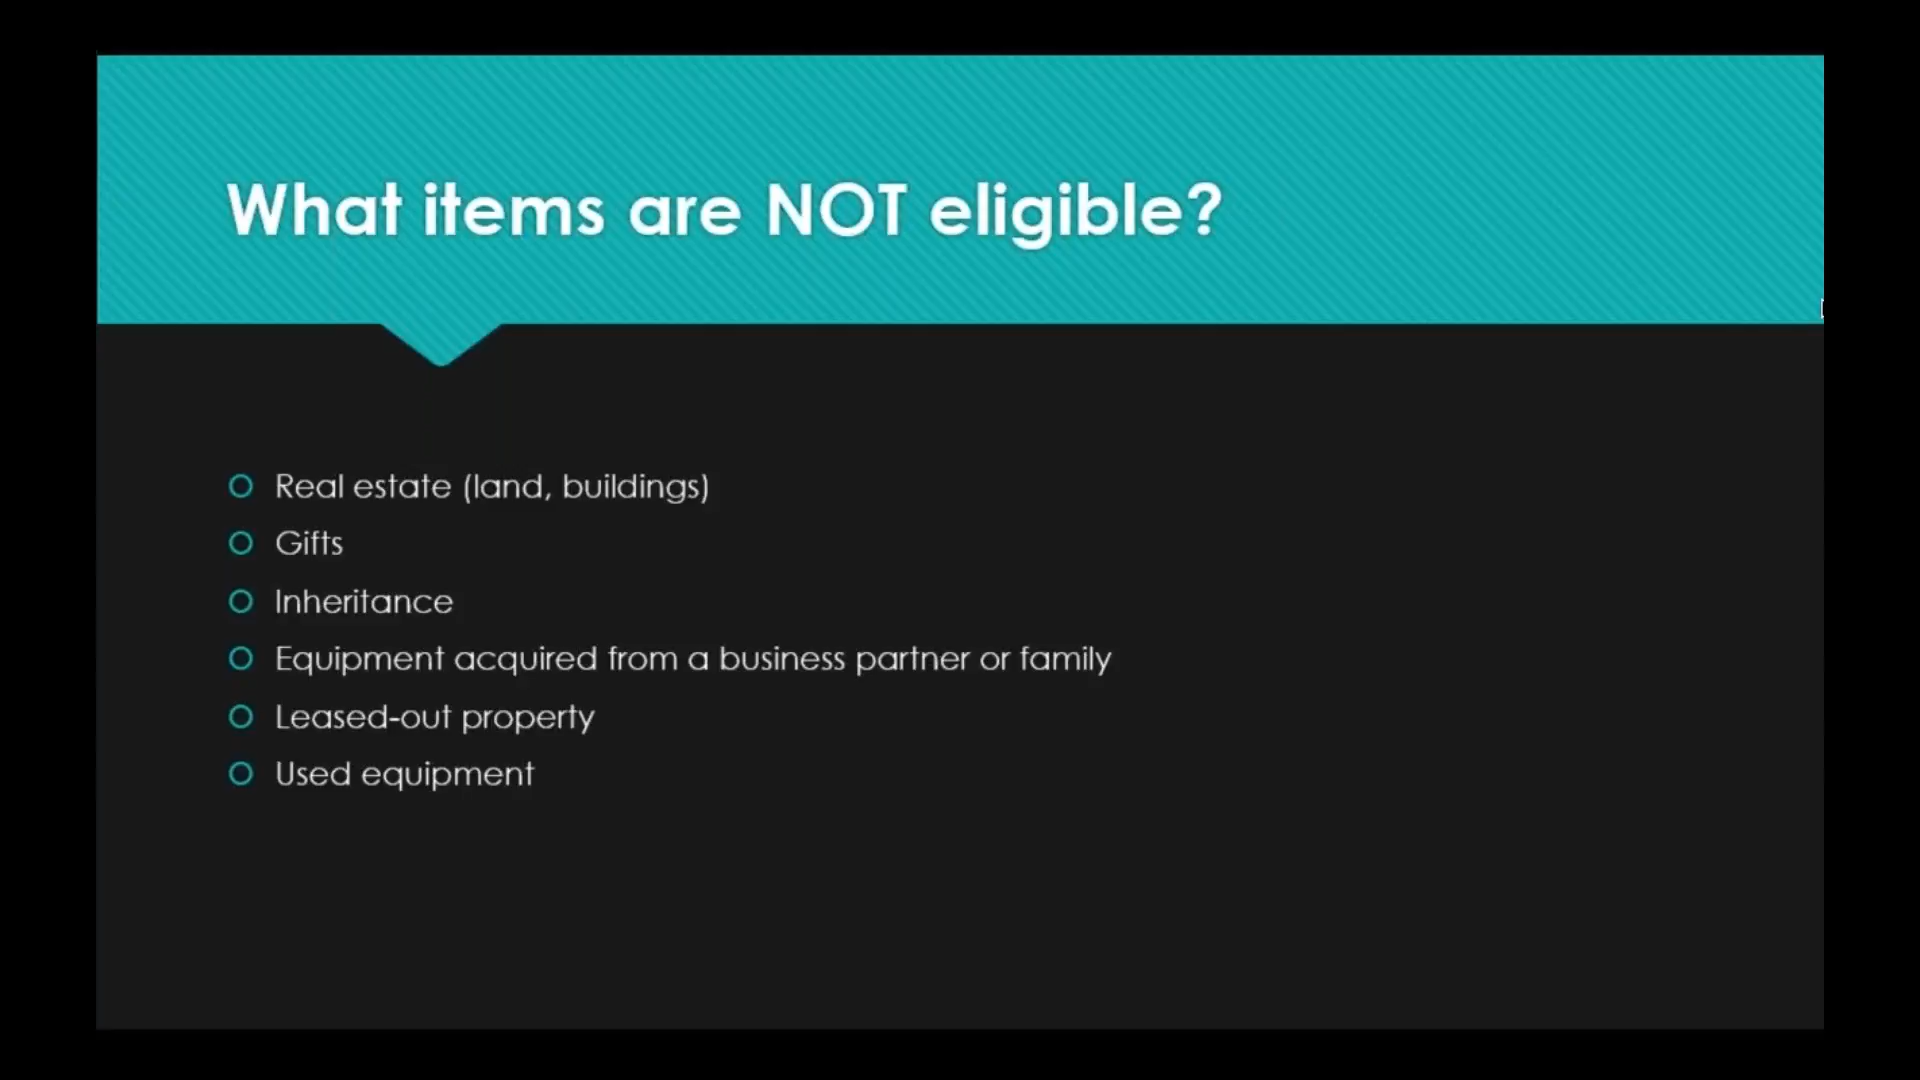 What items are NOT eligible?
Real estate (land, buildings)
Gifts
Inheritance
Equipment acquired from a business partner or family
Leased-out property
Used equipment